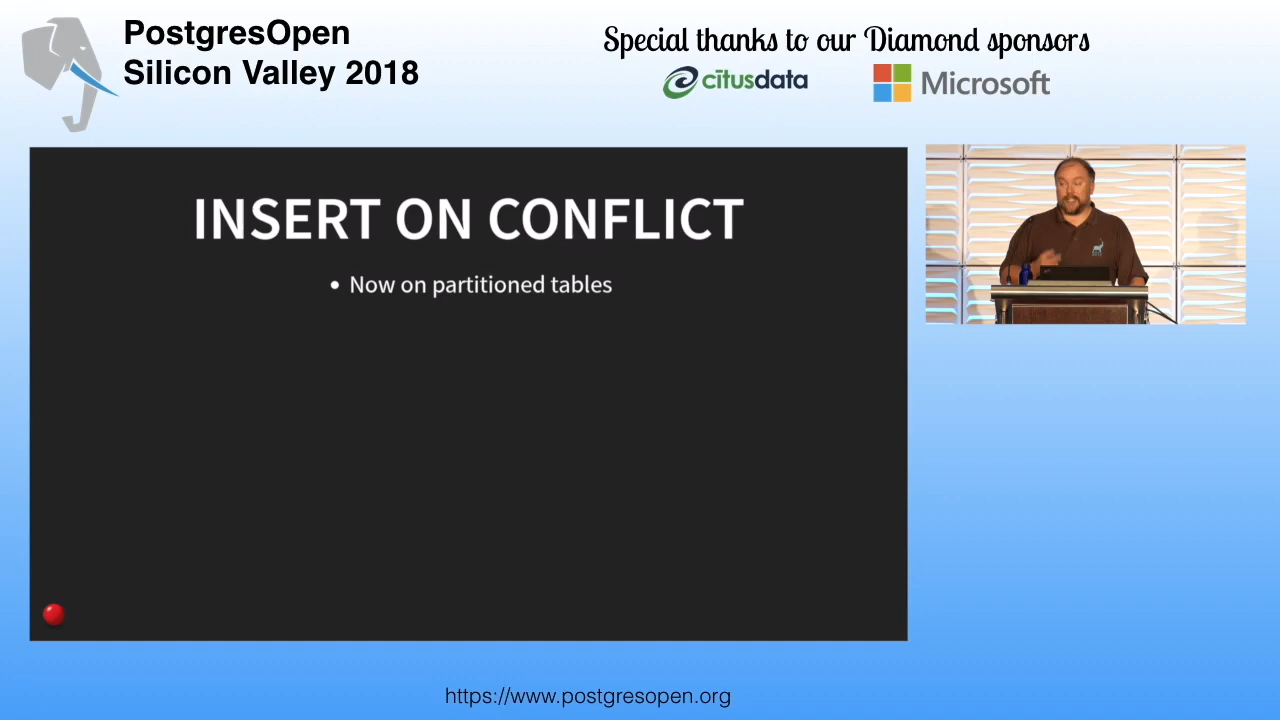 PostgresOpen
Silicon Valley 2018
Special thanks to our Diamond sponsors
citusdata
Microsoft
INSERT ON CONFLICT
• Now on partitioned tables
https://www.postgresopen.org